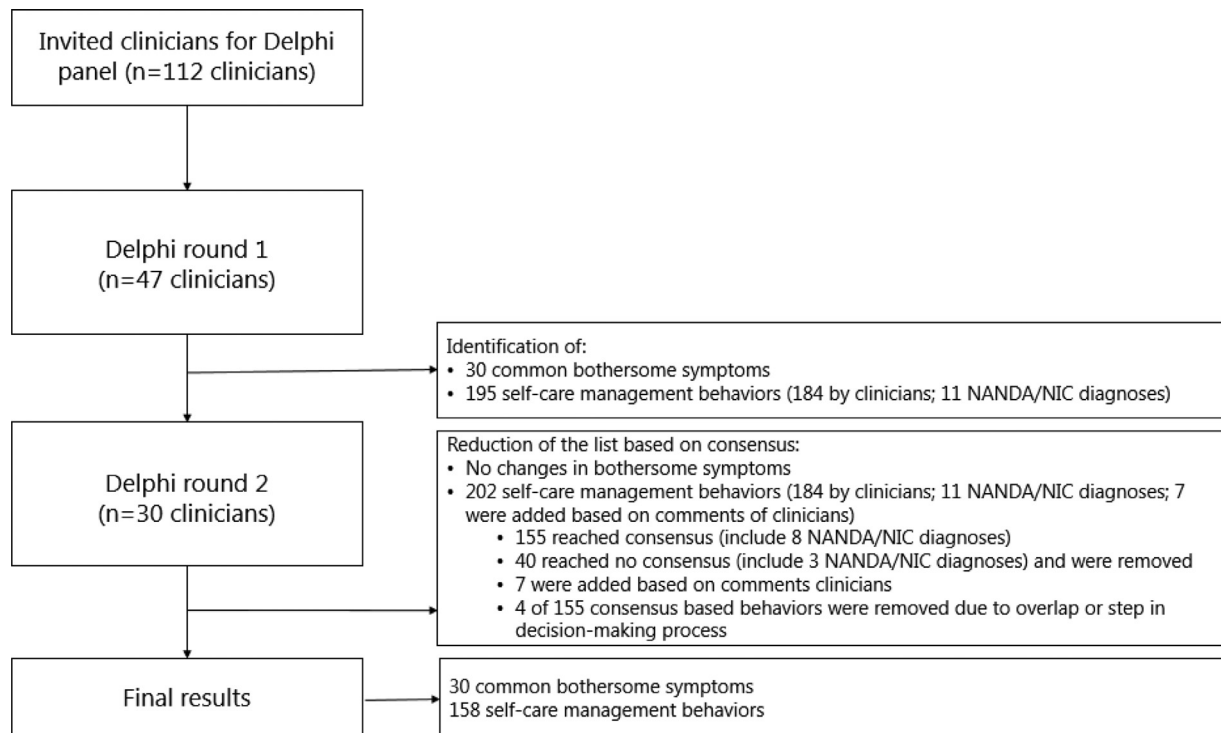 Invited clinicians for Delphi
panel (n=112 clinicians)
Delphi round 1
(n=47 clinicians)
Identification of:
• 30 common bothersome symptoms
• 195 self-care management behaviors (184 by clinicians; 11 NANDA/NIC diagnoses)
Delphi round 2
(n=30 clinicians)
Reduction of the list based on consensus:
• No changes in bothersome symptoms
• 202 self-care management behaviors (184 by clinicians; 11 NANDA/NIC diagnoses; 7
were added based on comments of clinicians)
• 155 reached consensus (include 8 NANDA/NIC diagnoses)
• 40 reached no consensus (include 3 NANDA/NIC diagnoses) and were removed
• 7 were added based on comments clinicians
• 4 of 155 consensus based behaviors were removed due to overlap or step in
decision-making process
Final results
30 common bothersome symptoms
158 self-care management behaviors